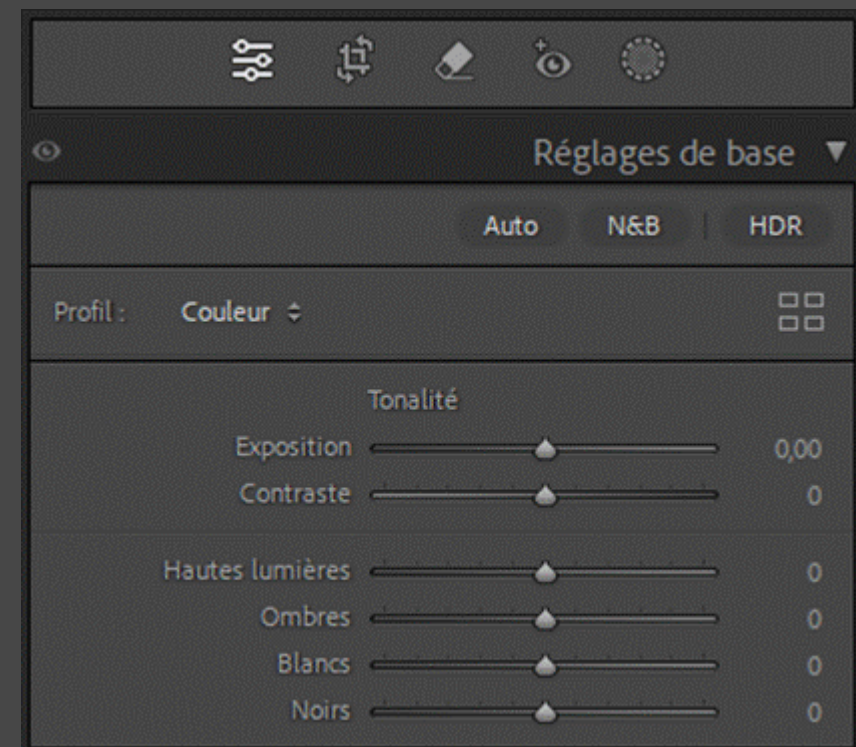 Réglages de base
Auto N&B HDR
Profil : Couleur
Tonalité
Exposition 0,00
Contraste 0
Hautes lumières 0
Ombres 0
Blancs 0
Noirs 0